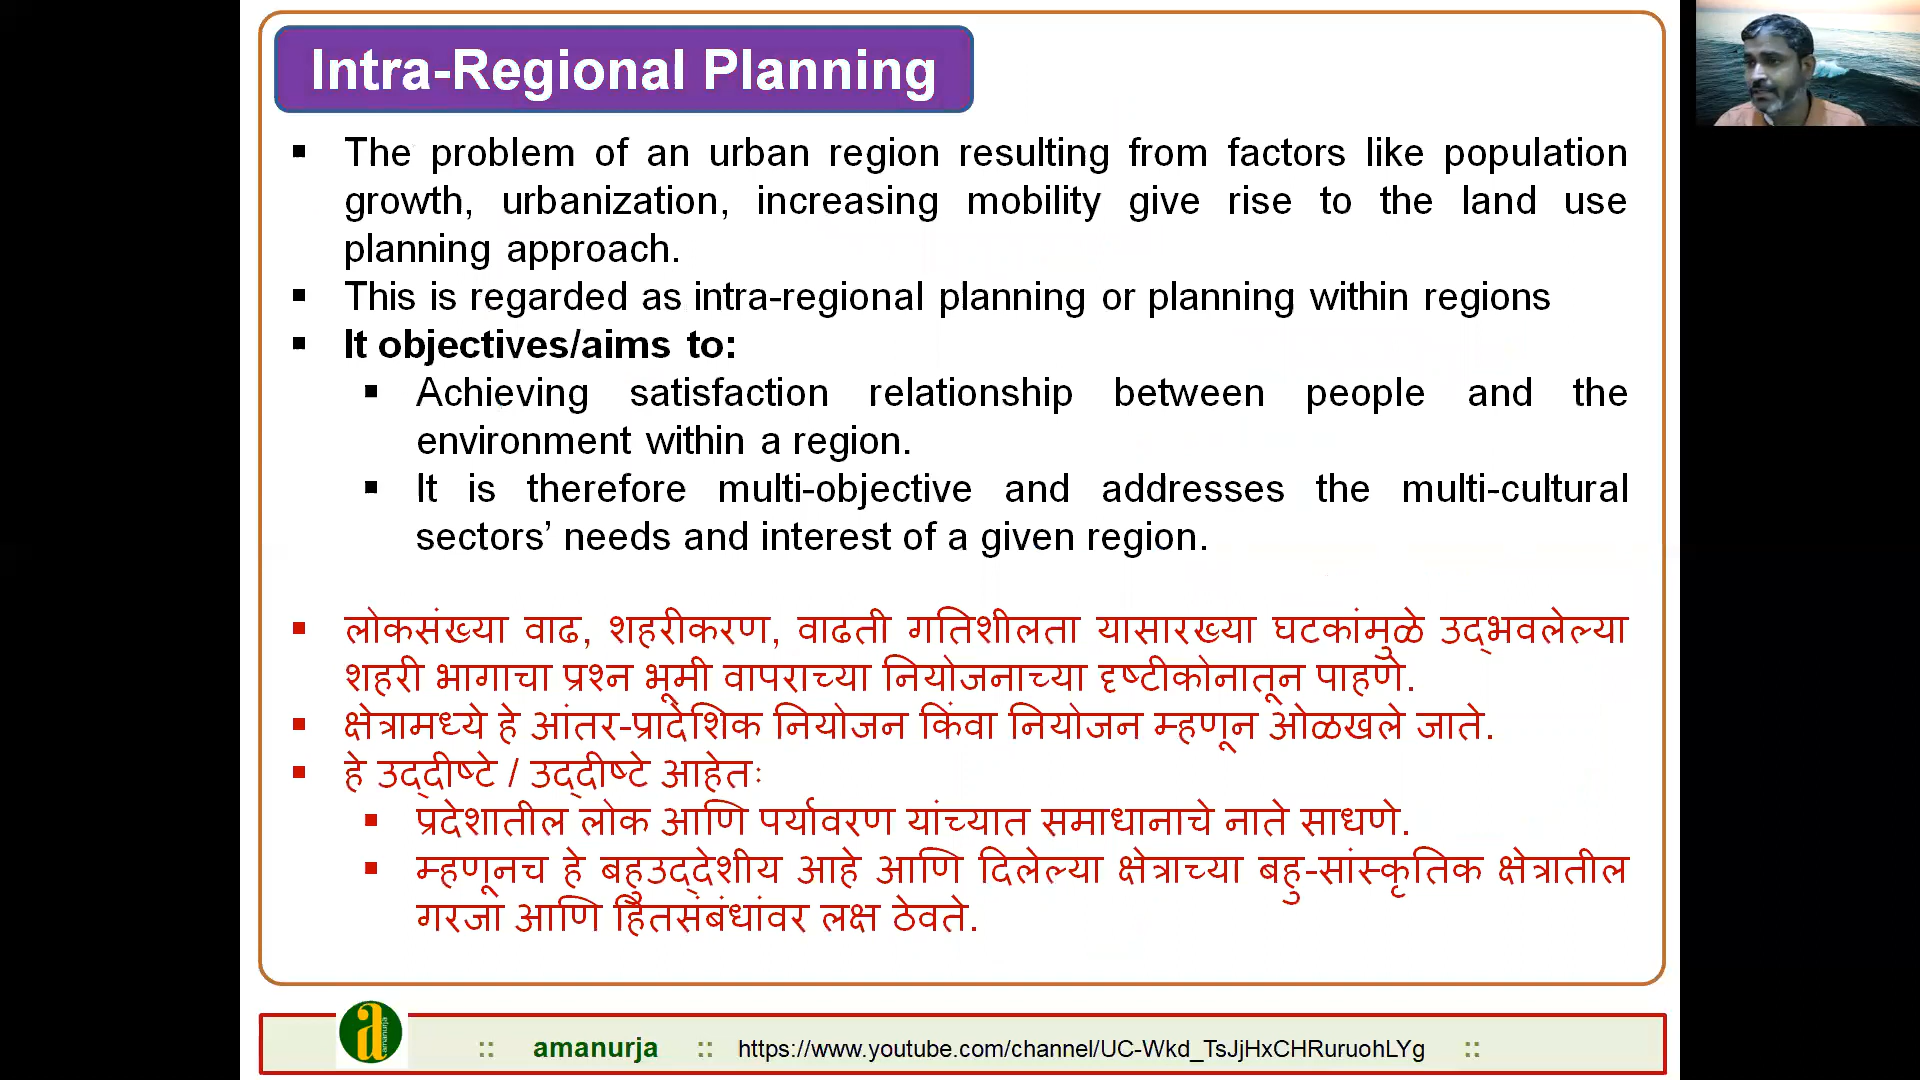 Intra-Regional Planning
▪ The problem of an urban region resulting from factors like population
growth, urbanization, increasing mobility give rise to the land use
planning approach.
▪ This is regarded as intra-regional planning or planning within regions
▪ It objectives/aims to:
▪ Achieving satisfaction relationship between people and the
environment within a region.
▪ It is therefore multi-objective and addresses the multi-cultural
sectors’ needs and interest of a given region.
▪ लोकसंख्या वाढ, शहरीकरण, वाढती गतिशीलता यासारख्या घटकांमुळे उद्भवलेल्या
शहरी भागाचा प्रश्न भूमी वापराच्या नियोजनाच्या दृष्टीकोनातून पाहणे.
▪ क्षेत्रामध्ये हे आंतर-प्रादेशिक नियोजन किंवा नियोजन म्हणून ओळखले जाते.
▪ हे उद्दीष्टे / उद्दीष्टे आहेतः
▪ प्रदेशातील लोक आणि पर्यावरण यांच्यात समाधानाचे नाते साधणे.
▪ म्हणूनच हे बहुउद्देशीय आहे आणि दिलेल्या क्षेत्राच्या बहु-सांस्कृतिक क्षेत्रातील
गरजा आणि हितसंबंधांवर लक्ष ठेवते.
a amanurja
:: amanurja :: https://www.youtube.com/channel/UC-Wkd_TsJjHxCHRuruohLYg ::